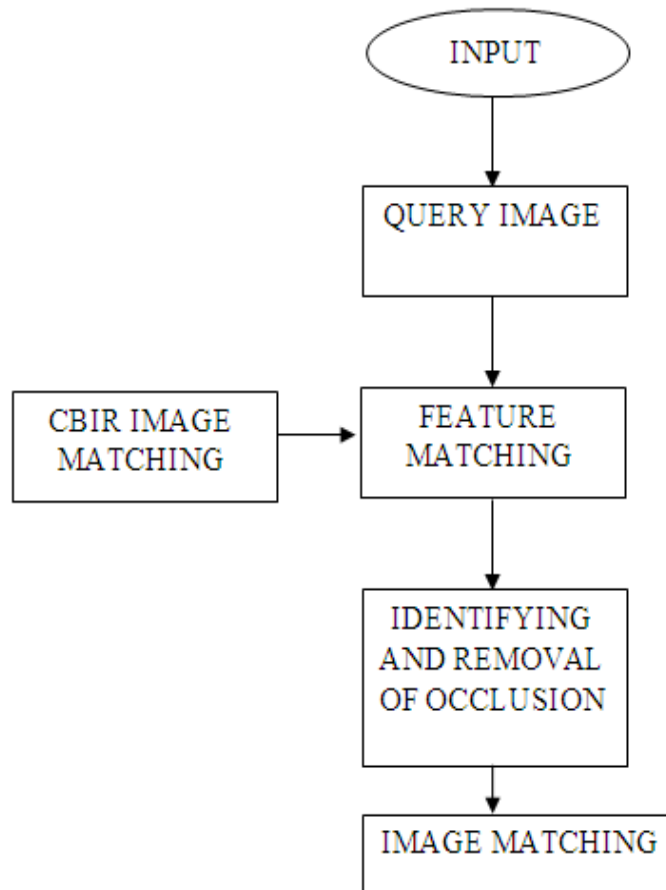 INPUT
QUERY IMAGE
CBIR IMAGE
MATCHING
FEATURE
MATCHING
IDENTIFYING
AND REMOVAL
OF OCCLUSION
IMAGE MATCHING